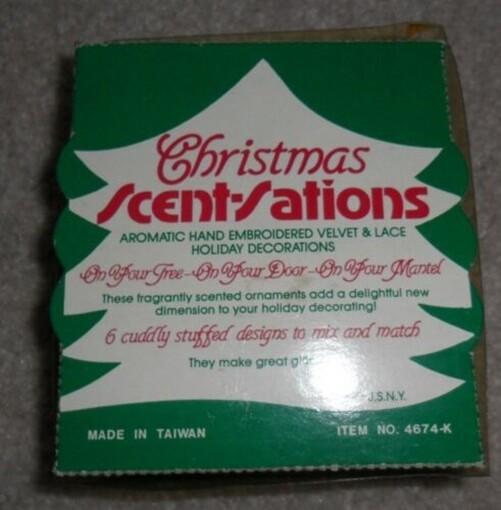 Christmas
Scent-Sations
AROMATIC HAND EMBROIDERED VELVET & LACE
HOLIDAY DECORATIONS
On Your Tree-On Your Door-On Your Mantel
These fragrantly scented ornaments add a delightful new
dimension to your holiday decorating!
6 cuddly stuffed designs to mix and match
They make great
J.S.N.Y.
MADE IN TAIWAN
ITEM NO. 4674-K